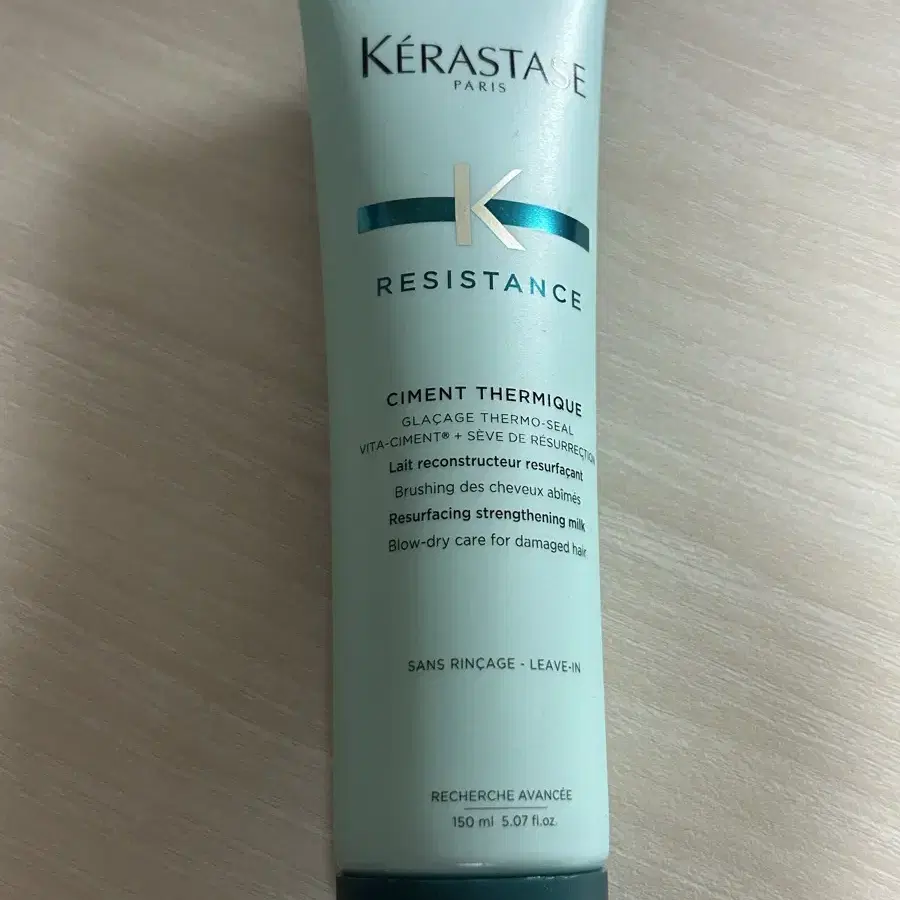 KÉRASTASE
PARIS
K
RESISTANCE
CIMENT THERMIQUE
GLAÇAGE THERMO-SEAL
VITA-CIMENT® + SÈVE DE RÉSURRECTION
Lait reconstructeur resurfaçant
Brushing des cheveux abîmés
Resurfacing strengthening milk
Blow-dry care for damaged hair
SANS RINÇAGE - LEAVE-IN
RECHERCHE AVANCÉE
150 ml 5.07 fl.oz.